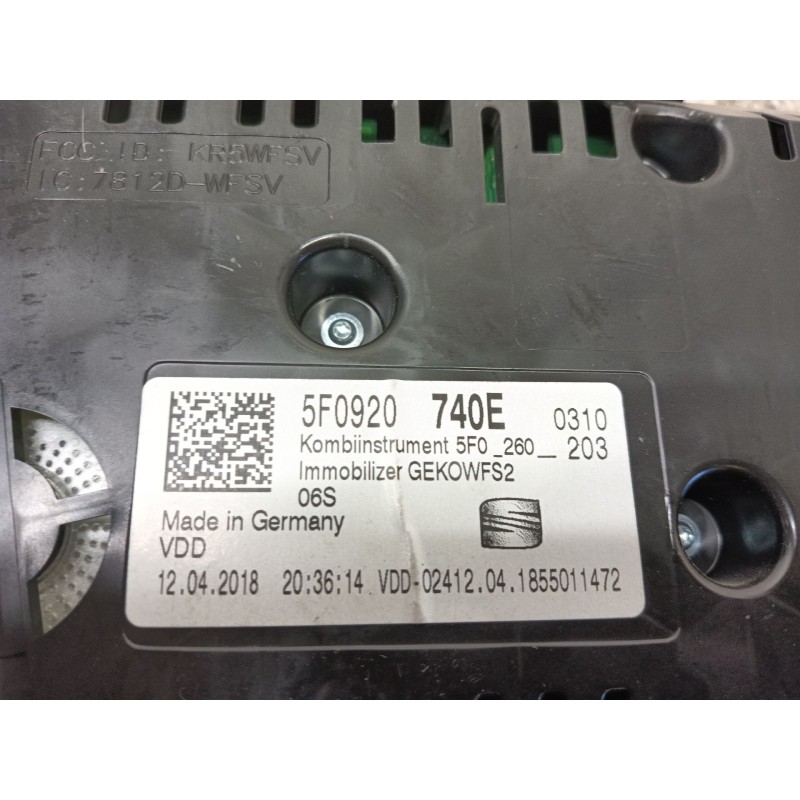 FCC ID: KR5WFSV
IC:7812D-WFSV
5F0920 740E 0310
Kombiinstrument 5F0 _260__ 203
Immobilizer GEKOWFS2
06S
Made in Germany
VDD
12.04.2018 20:36:14 VDD-02412.04.1855011472